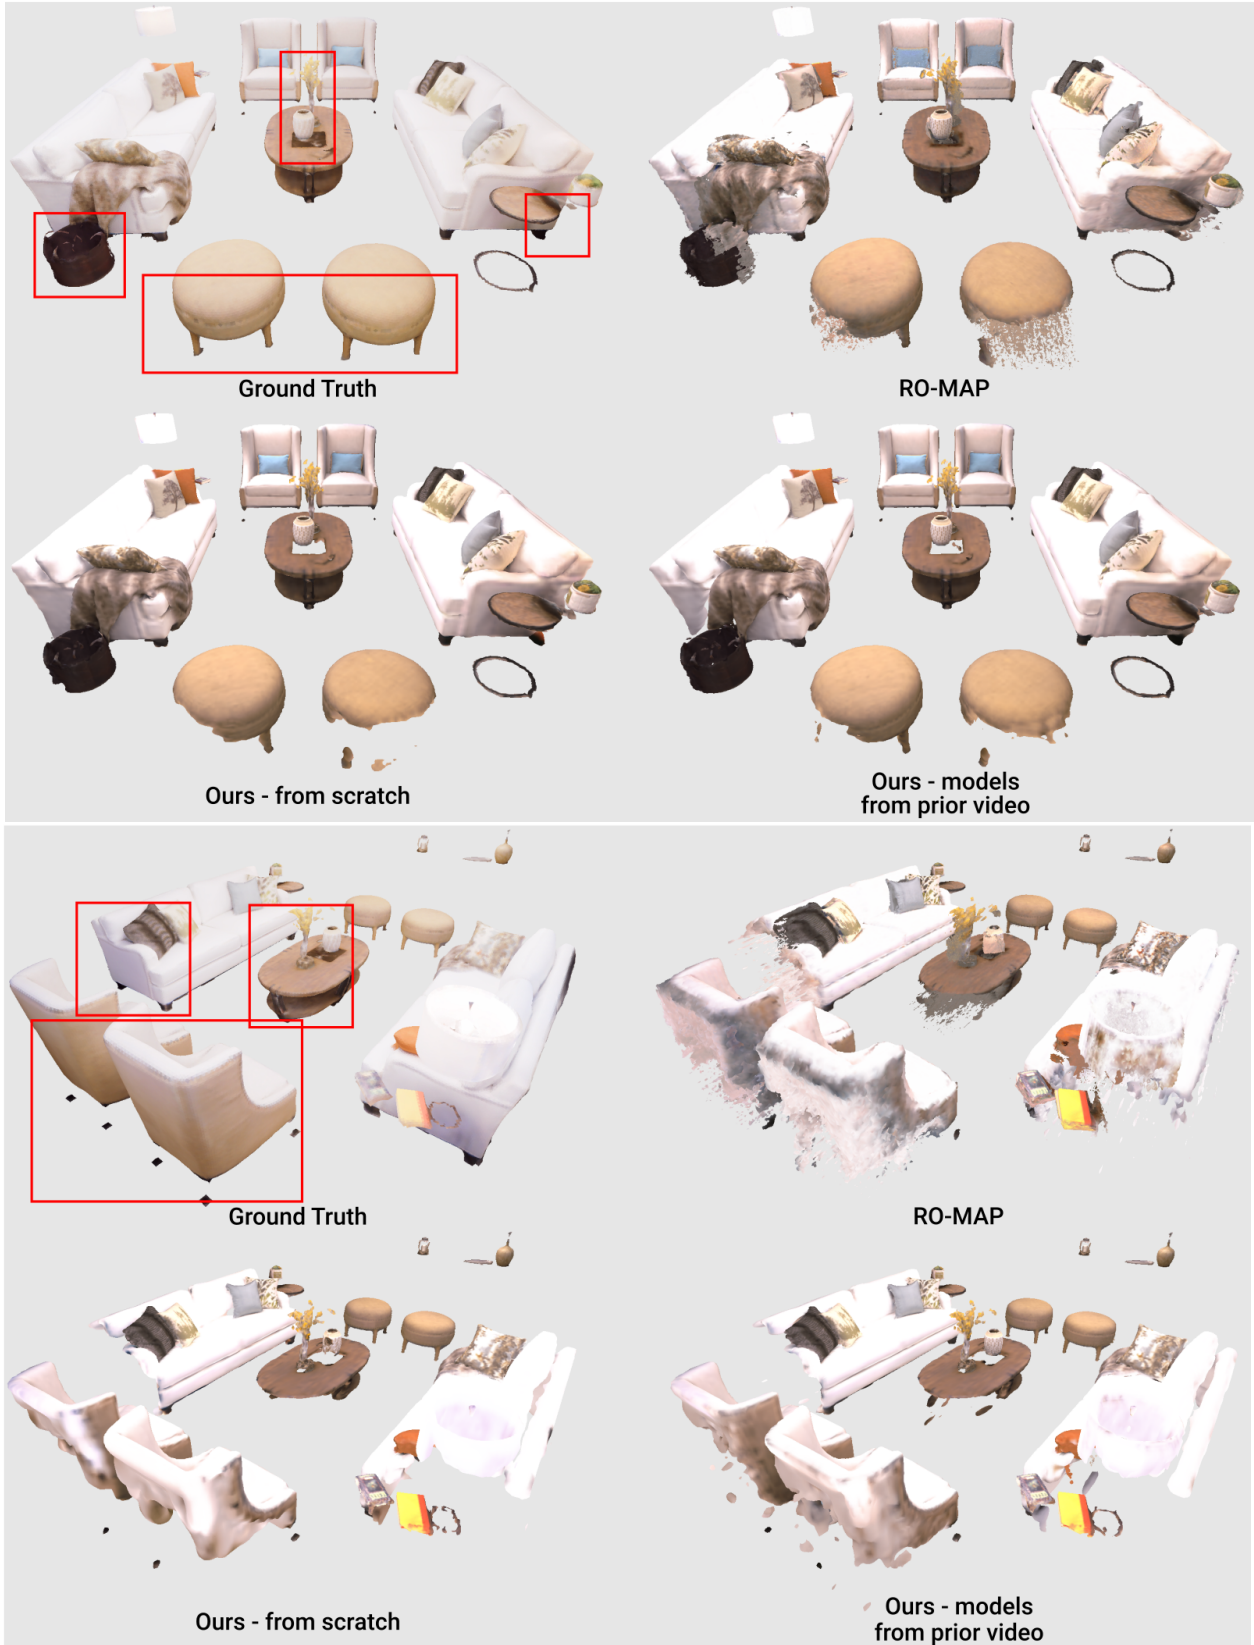 Ground Truth
RO-MAP
Ours - from scratch
Ours - models
from prior video
Ground Truth
RO-MAP
Ours - from scratch
Ours - models
from prior video